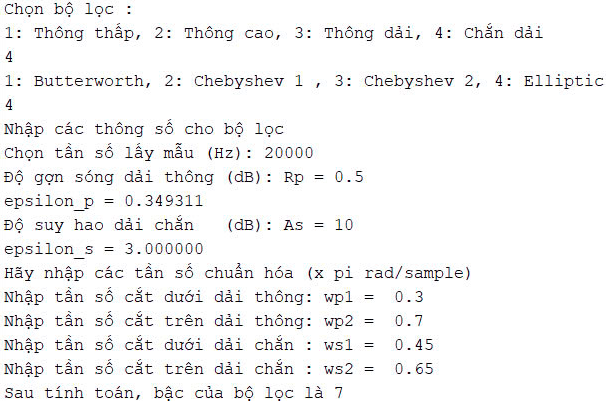 Chọn bộ lọc :
1: Thông thấp, 2: Thông cao, 3: Thông dải, 4: Chắn dải
4
1: Butterworth, 2: Chebyshev 1 , 3: Chebyshev 2, 4: Elliptic
4
Nhập các thông số cho bộ lọc
Chọn tần số lấy mẫu (Hz): 20000
Độ gợn sóng dải thông (dB): Rp = 0.5
epsilon_p = 0.349311
Độ suy hao dải chắn   (dB): As = 10
epsilon_s = 3.000000
Hãy nhập các tần số chuẩn hóa (x pi rad/sample)
Nhập tần số cắt dưới dải thông: wp1 =  0.3
Nhập tần số cắt trên dải thông: wp2 =  0.7
Nhập tần số cắt dưới dải chắn : ws1 =  0.45
Nhập tần số cắt trên dải chắn : ws2 =  0.65
Sau tính toán, bậc của bộ lọc là 7